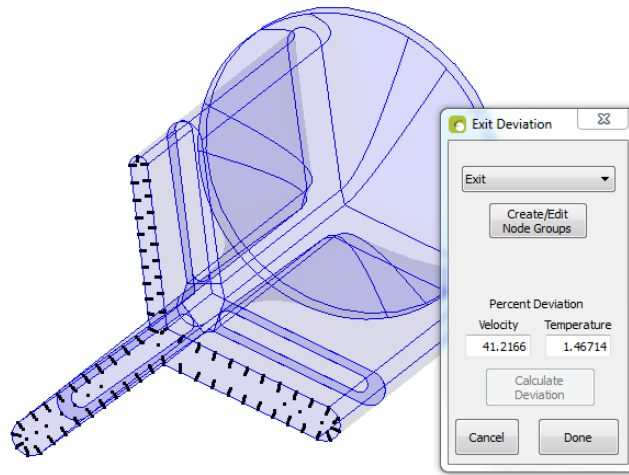 Exit Deviation
Exit
Create/Edit
Node Groups
Percent Deviation
Velocity Temperature
41.2166 1.46714
Calculate
Deviation
Cancel Done